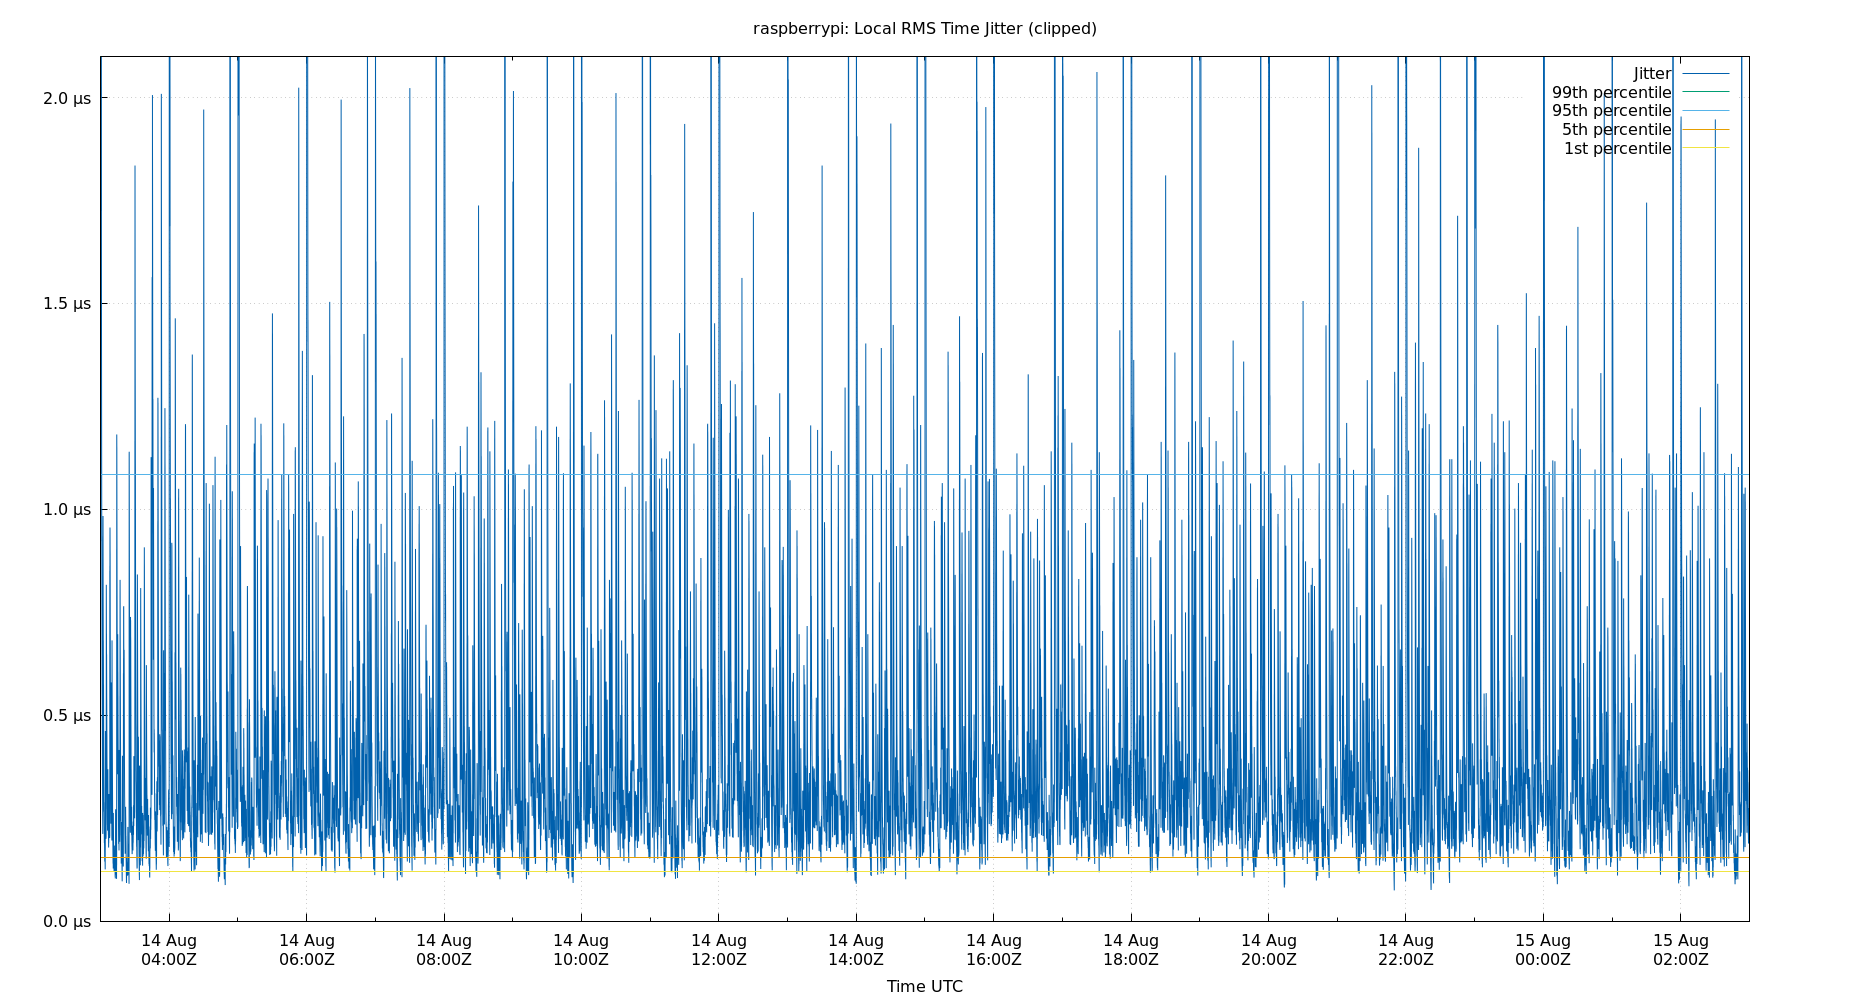 raspberrypi: Local RMS Time Jitter (clipped)
Jitter
99th percentile
95th percentile
5th percentile
1st percentile
2.0 µs
1.5 µs
1.0 µs
0.5 µs
0.0 µs
14 Aug 14 Aug 14 Aug 14 Aug 14 Aug 14 Aug 14 Aug 14 Aug 14 Aug 14 Aug 15 Aug 15 Aug
04:00Z 06:00Z 08:00Z 10:00Z 12:00Z 14:00Z 16:00Z 18:00Z 20:00Z 22:00Z 00:00Z 02:00Z
Time UTC